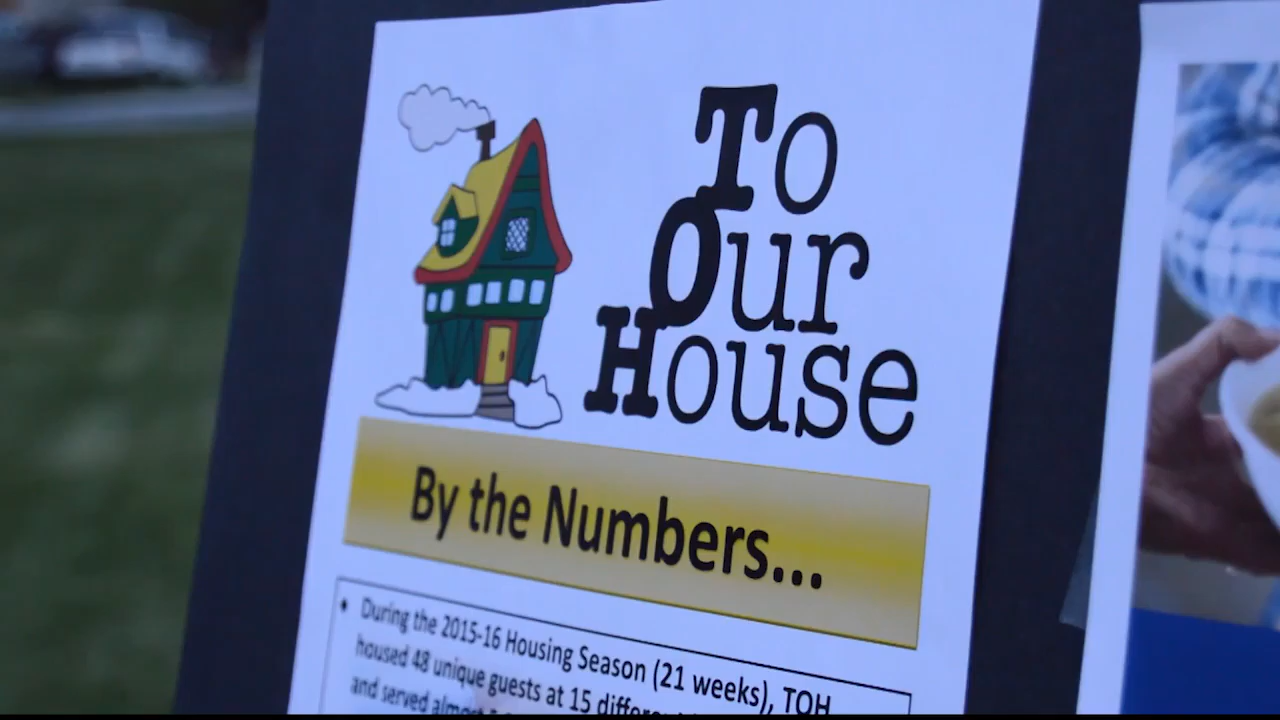 To
Our
House
By the Numbers...
• During the 2015-16 Housing Season (21 weeks), TOH
housed 48 unique guests at 15
and served almost